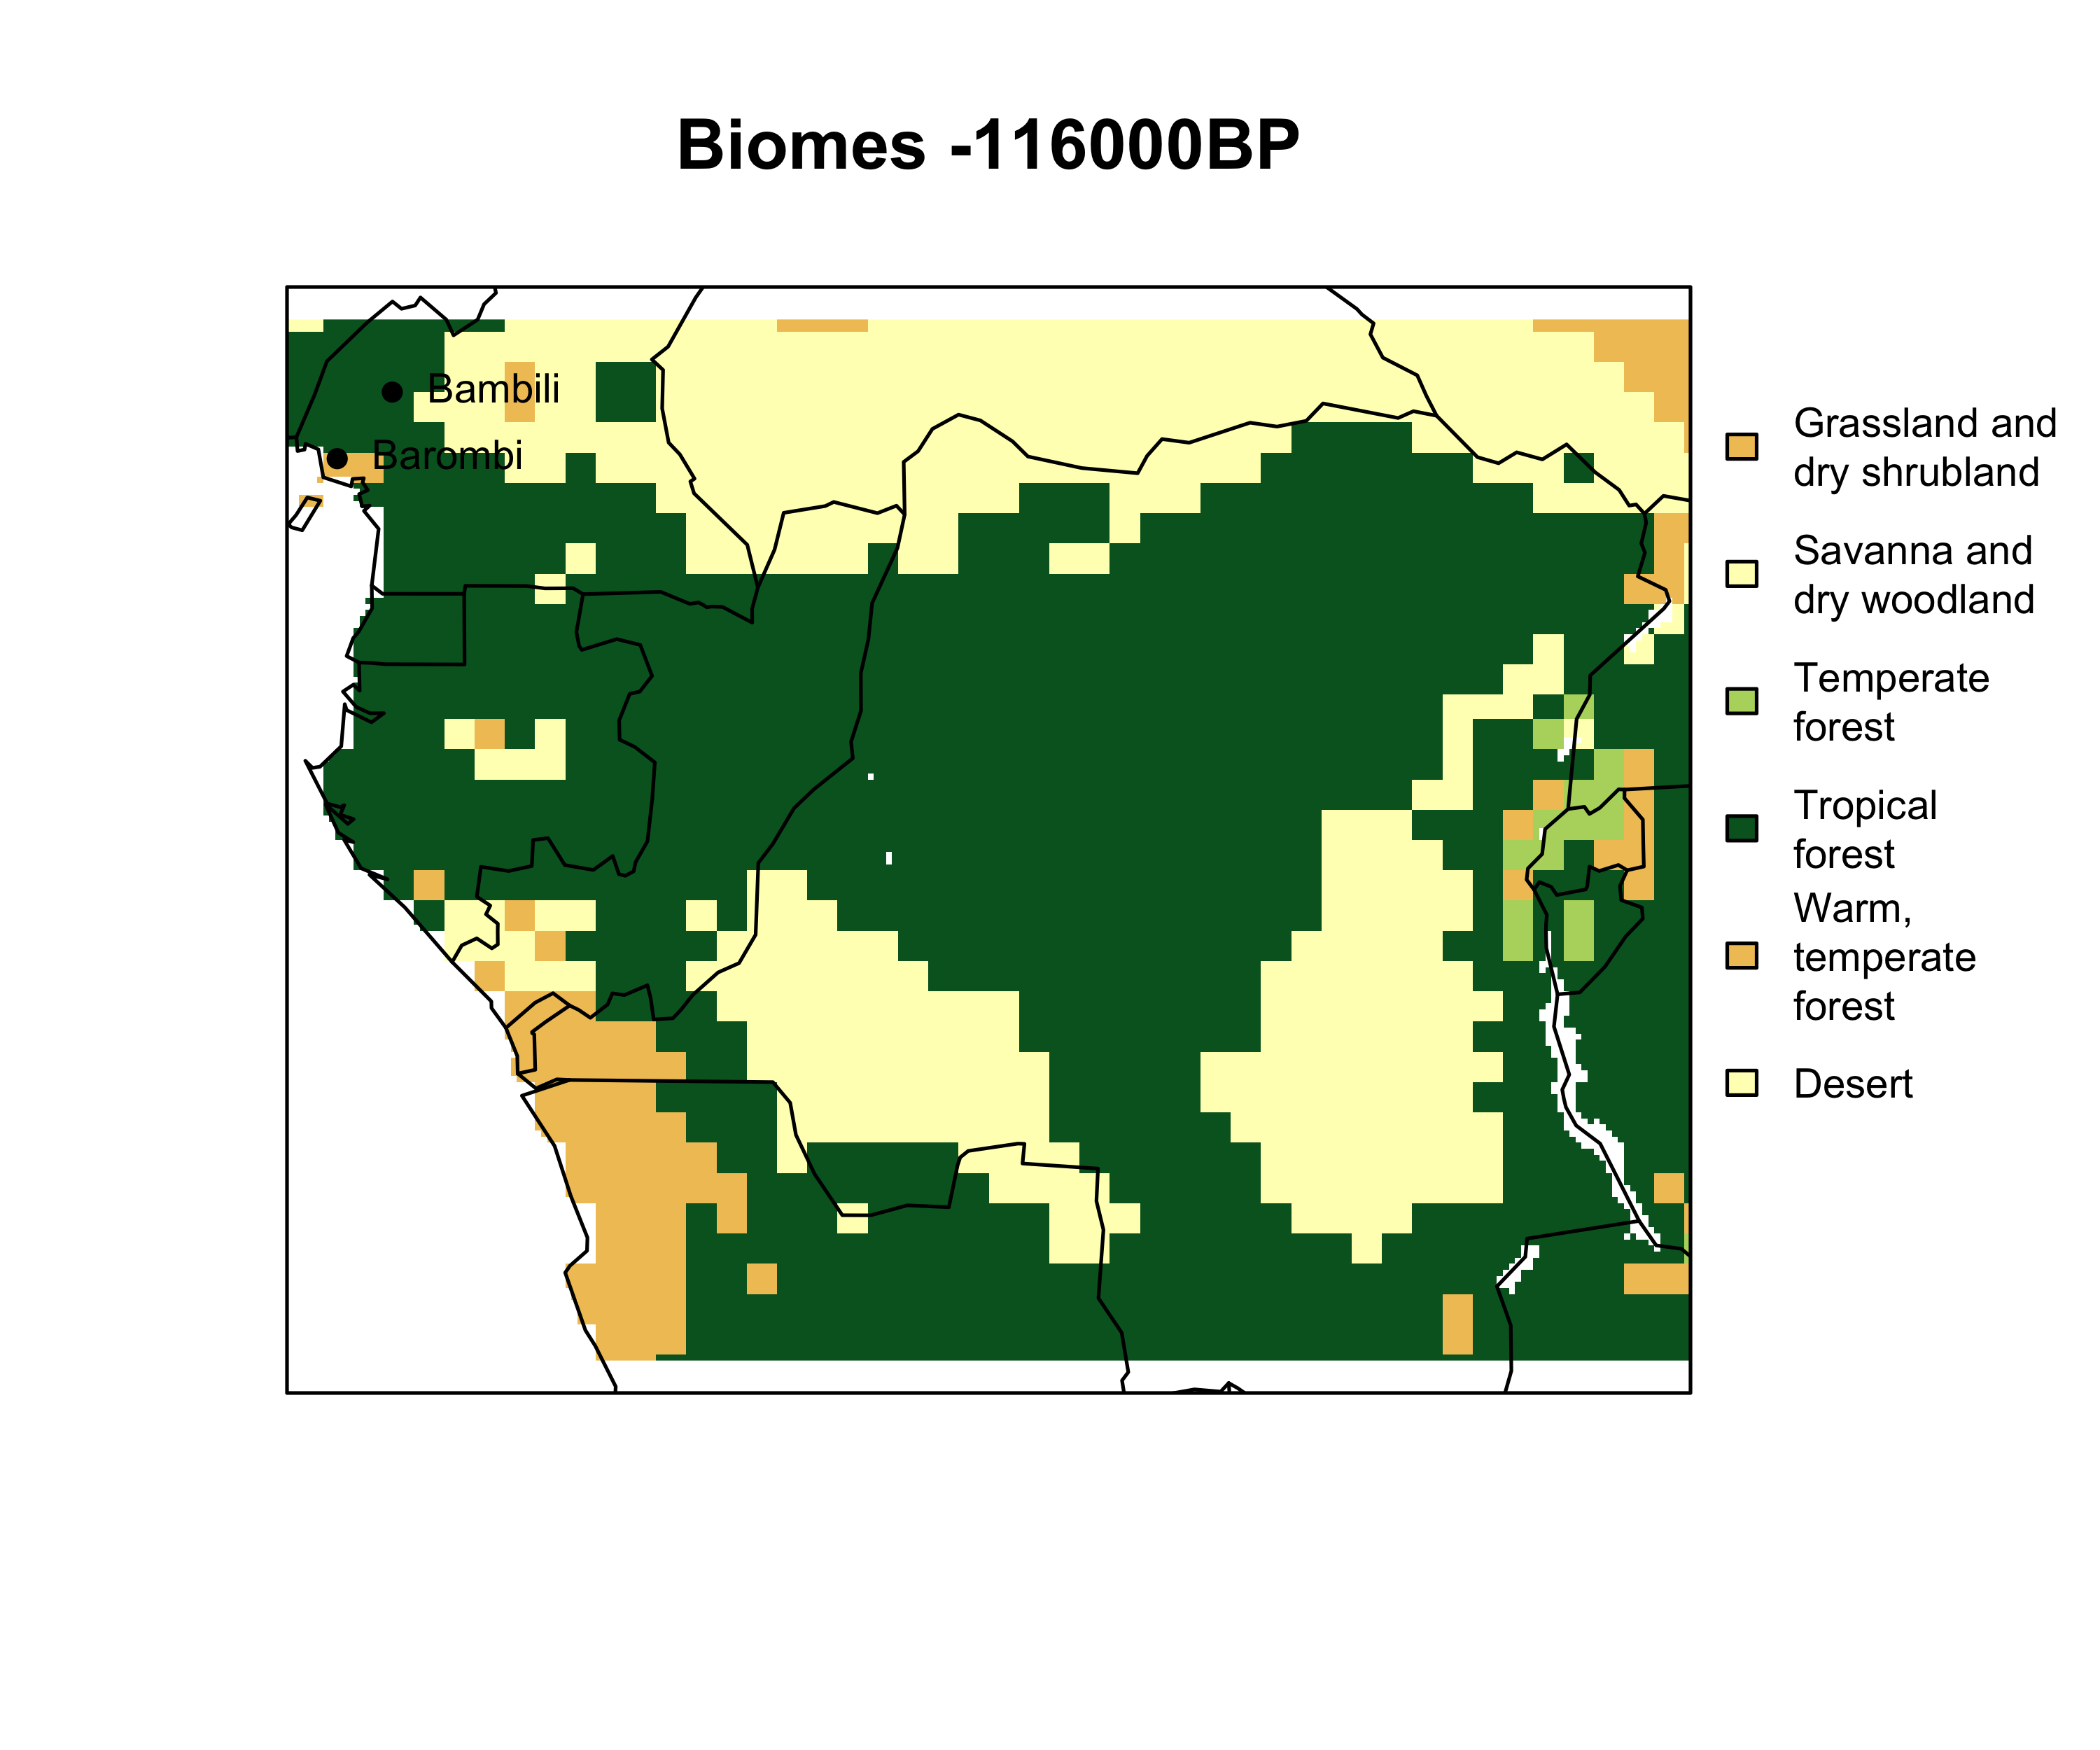 Biomes -116000BP
Bambili
Barombi
Grassland and
dry shrubland
Savanna and
dry woodland
Temperate
forest
Tropical
forest
Warm,
temperate
forest
Desert